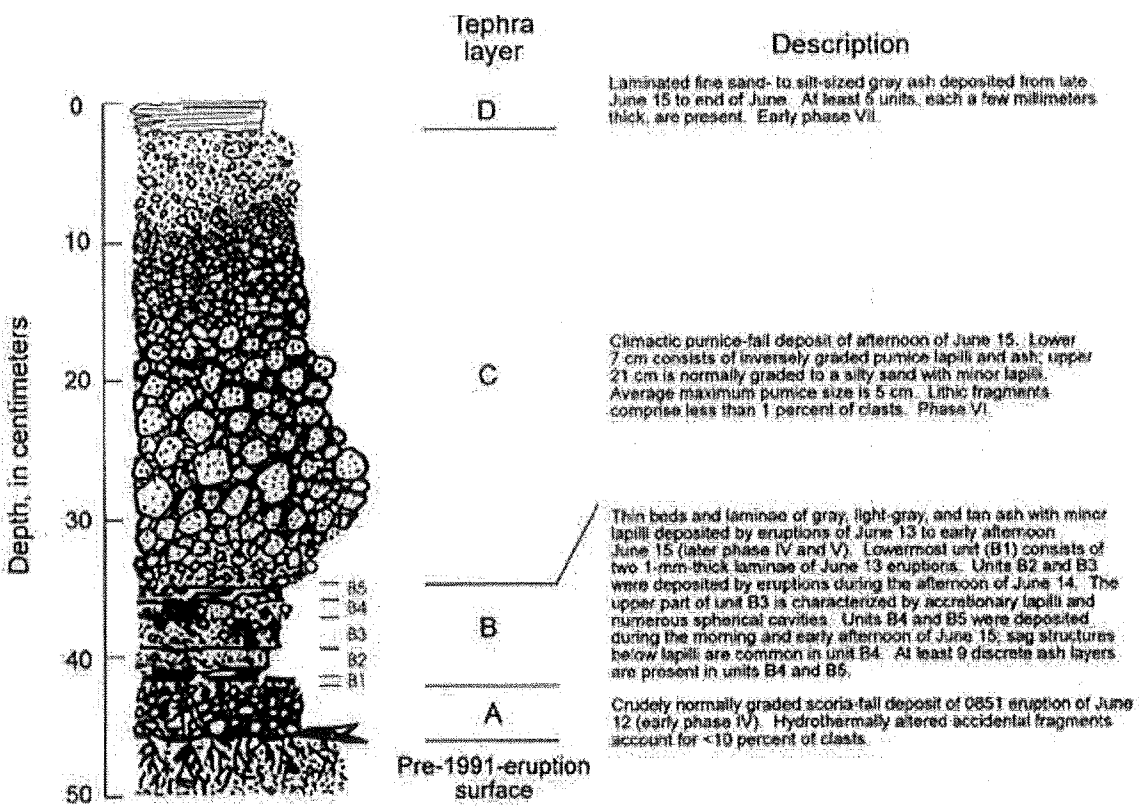 Tephra
layer
Description
0
10
20
30
40
50
Depth, in centimeters
D
Laminated fine sand- to silt-sized gray ash deposited from late
June 15 to end of June. At least 5 units, each a few millimeters
thick, are present. Early phase VII.
C
Climactic pumice-fall deposit of afternoon of June 15. Lower
7 cm consists of inversely graded pumice lapilli and ash; upper
21 cm is normally graded to a silty sand with minor lapilli.
Average maximum pumice size is 5 cm. Lithic fragments
comprise less than 1 percent of clasts. Phase VI.
B5
B4
B3
B2
B1
B
Thin beds and laminae of gray, light-gray, and tan ash with minor
lapilli deposited by eruptions of June 13 to early afternoon
June 15 (later phase IV and V). Lowermost unit (B1) consists of
two 1-mm-thick laminae of June 13 eruptions. Units B2 and B3
were deposited by eruptions during the afternoon of June 14. The
upper part of unit B3 is characterized by accretionary lapilli and
numerous spherical cavities. Units B4 and B5 were deposited
during the morning and early afternoon of June 15; sag structures
below lapilli are common in unit B4. At least 9 discrete ash layers
are present in units B4 and B5.
A
Crudely normally graded scoria-fall deposit of 0851 eruption of June
12 (early phase IV). Hydrothermally altered accidental fragments
account for <10 percent of clasts.
Pre-1991-eruption
surface